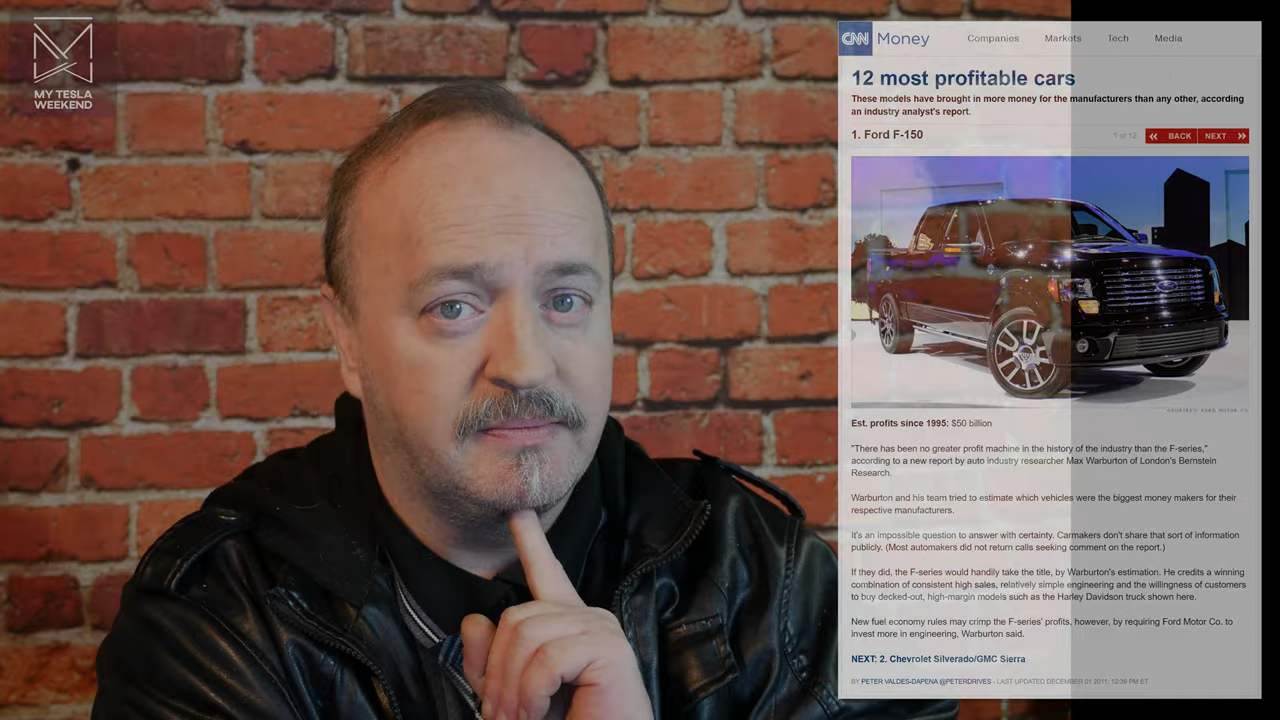 MY TESLA
WEEKEND
CNN Money
Companies
Markets
Tech
Media
12 most profitable cars
These models have brought in more money for the manufacturers than any other, according
an industry analyst's report.
1. Ford F-150
1 of 12
BACK
NEXT
COURTESY: FORD MOTOR CO
Est. profits since 1995: $50 billion
"There has been no greater profit machine in the history of the industry than the F-series,"
according to a new report by auto industry researcher Max Warburton of London's Bernstein
Research.
Warburton and his team tried to estimate which vehicles were the biggest money makers for their
respective manufacturers.
It's an impossible question to answer with certainty. Carmakers don't share that sort of information
publicly. (Most automakers did not return calls seeking comment on the report.)
If they did, the F-series would handily take the title, by Warburton's estimation. He credits a winning
combination of consistent high sales, relatively simple engineering and the willingness of customers
to buy decked-out, high-margin models such as the Harley Davidson truck shown here.
New fuel economy rules may crimp the F-series' profits, however, by requiring Ford Motor Co. to
invest more in engineering, Warburton said.
NEXT: 2. Chevrolet Silverado/GMC Sierra
BY PETER VALDES-DAPENA @PETERDRIVES - LAST UPDATED DECEMBER 01 2011: 12:39 PM ET